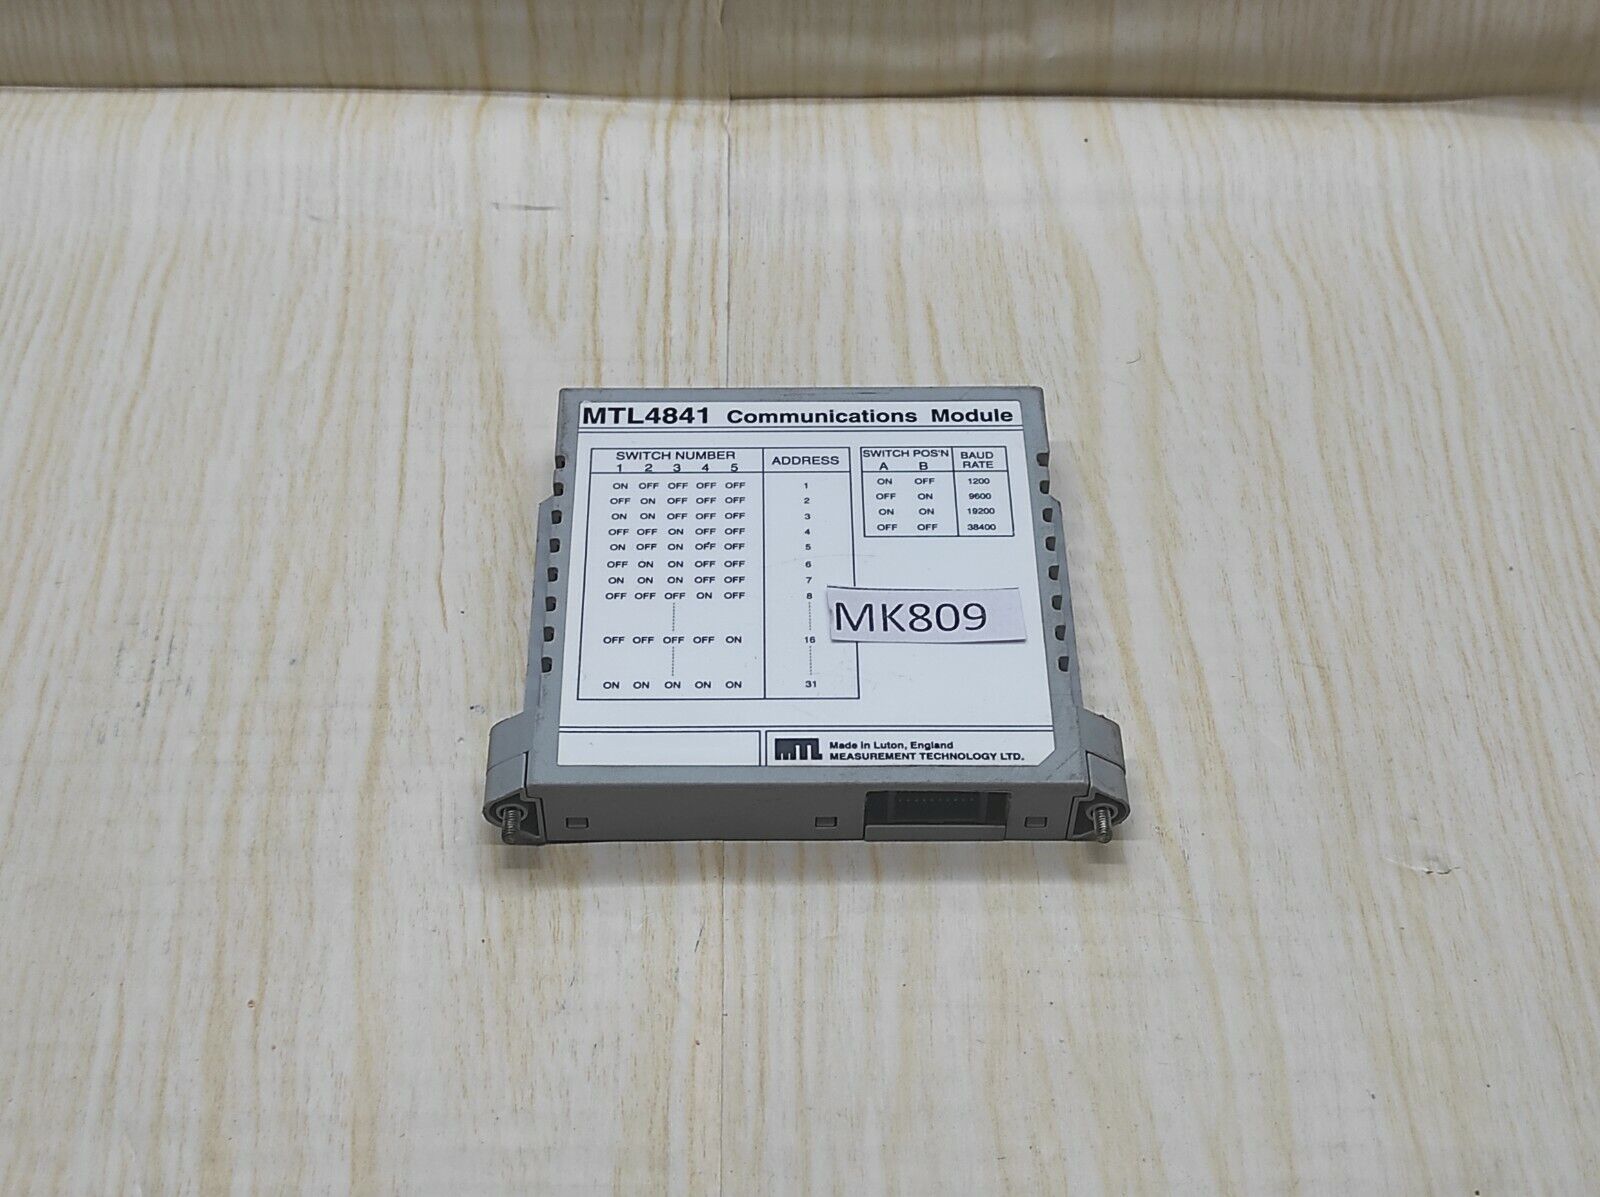 MTL4841 Communications Module
SWITCH NUMBER
1 2 3 4 5
ADDRESS
ON OFF OFF OFF OFF 1
OFF ON OFF OFF OFF 2
ON ON OFF OFF OFF 3
OFF OFF ON OFF OFF 4
ON OFF ON OFF OFF 5
OFF ON ON OFF OFF 6
ON ON ON OFF OFF 7
OFF OFF OFF ON OFF 8
OFF OFF OFF OFF ON 16
ON ON ON ON ON 31
SWITCH POS'N
A B
BAUD
RATE
ON OFF 1200
OFF ON 9600
ON ON 19200
OFF OFF 38400
MK809
MTL
Made in Luton, England
MEASUREMENT TECHNOLOGY LTD.